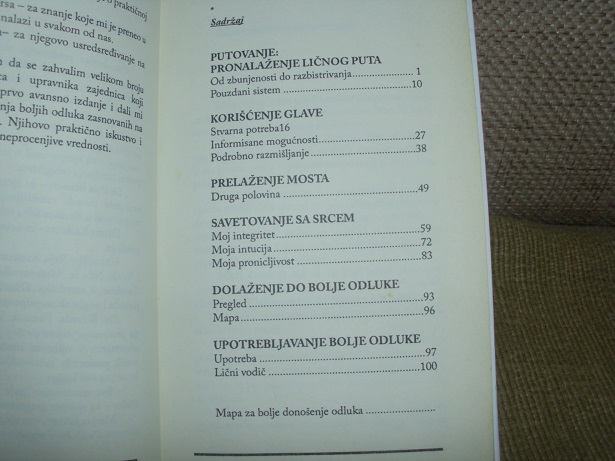 o praktičnoj
rsa – za znanje koje mi je preneo u
nalazi u svakom od nas.
– za njegovo usredsređivanje na
da se zahvalim velikom broju
ca i upravnika zajednica koji
prvo avansno izdanje i dali mi
nja boljih odluka zasnovanih na
. Njihovo praktično iskustvo i
neprocenjive vrednosti.
Sadržaj
PUTOVANJE:
PRONALAŽENJE LIČNOG PUTA
Od zbunjenosti do razbistrivanja.................... 1
Pouzdani sistem .......................................... 10
KORIŠĆENJE GLAVE
Stvarna potreba16
Informisane mogućnosti............................... 27
Podrobno razmišljanje................................. 38
PRELAŽENJE MOSTA
Druga polovina ............................................ 49
SAVETOVANJE SA SRCEM
Moj integritet.............................................. 59
Moja intucija............................................... 72
Moja pronicljivost....................................... 83
DOLAŽENJE DO BOLJE ODLUKE
Pregled ....................................................... 93
Mapa........................................................... 96
UPOTREBLJAVANJE BOLJE ODLUKE
Upotreba .................................................... 97
Lični vodič ................................................. 100
Mapa za bolje donošenje odluka ......................